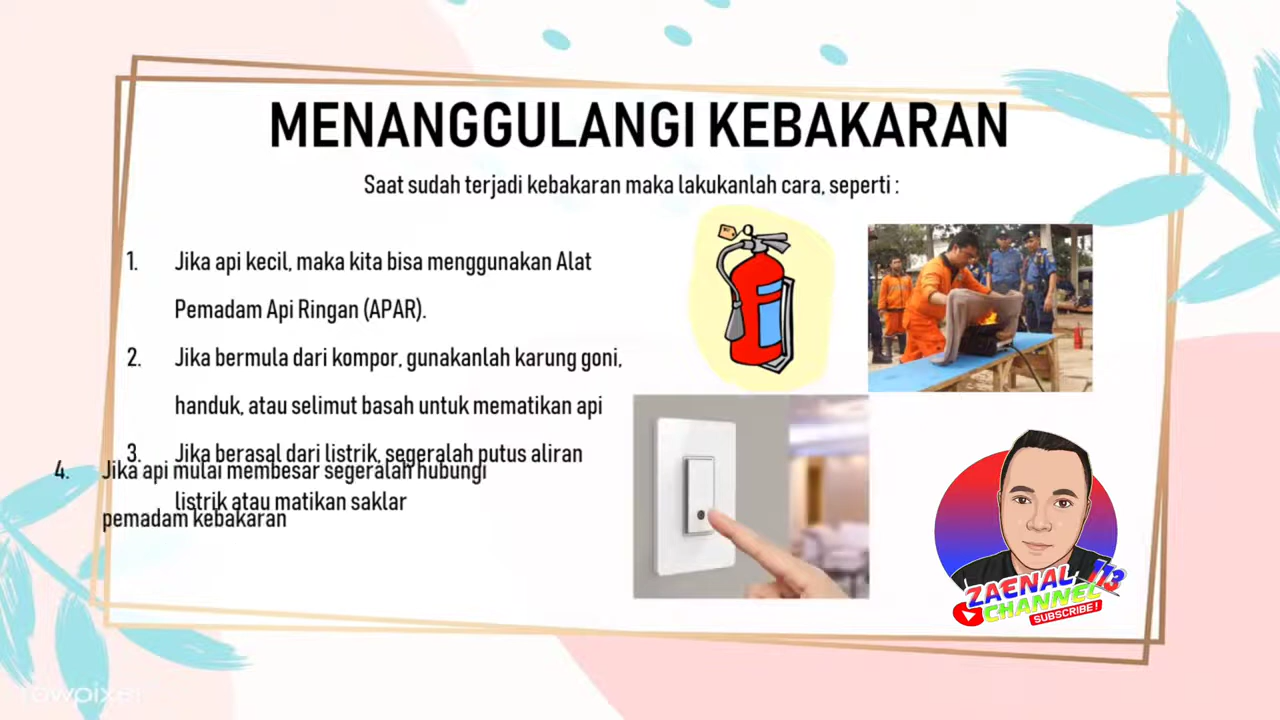 MENANGGULANGI KEBAKARAN
Saat sudah terjadi kebakaran maka lakukanlah cara, seperti :
1. Jika api kecil, maka kita bisa menggunakan Alat
Pemadam Api Ringan (APAR).
2. Jika bermula dari kompor, gunakanlah karung goni,
handuk, atau selimut basah untuk mematikan api
3. Jika berasal dari listrik, segeralah putus aliran
listrik atau matikan saklar
4. Jika api mulai membesar segeralah hubungi
pemadam kebakaran
ZAENAL 113
CHANNEL
SUBSCRIBE!
rawpixel